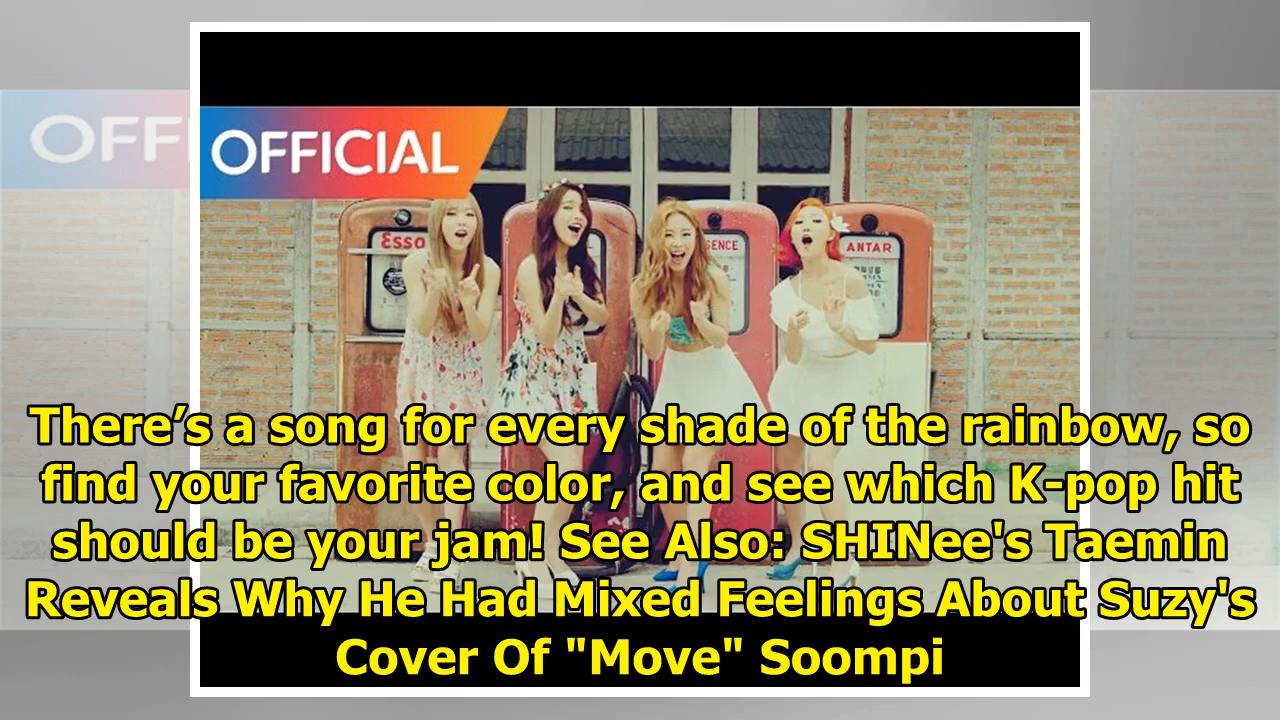 OFFI
OFFICIAL
Esso
ENCE
ANTAR
There’s a song for every shade of the rainbow, so
find your favorite color, and see which K-pop hit
should be your jam! See Also: SHINee's Taemin
Reveals Why He Had Mixed Feelings About Suzy's
Cover Of "Move" Soompi